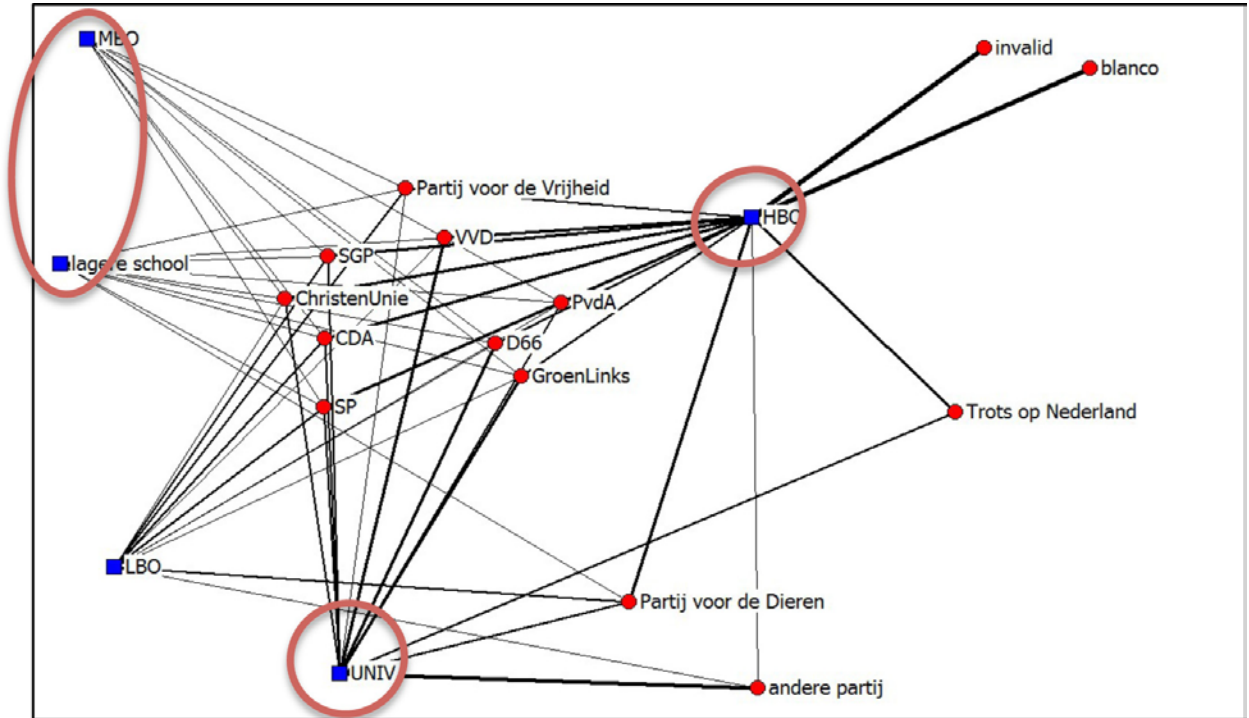 MBO
invalid
blanco
Partij voor de Vrijheid
HBO
VVD
SGP
lagere school
ChristenUnie
PvdA
CDA
D66
GroenLinks
SP
Trots op Nederland
LBO
Partij voor de Dieren
UNIV
andere partij